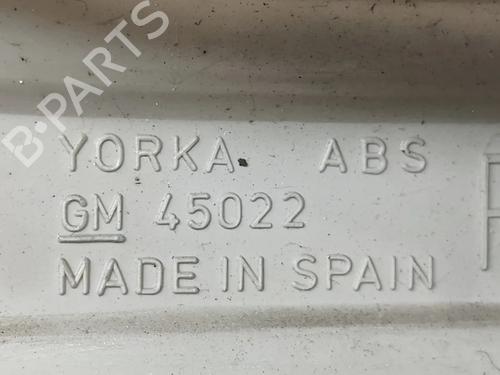 B-PARTS
YORKA ABS
GM 45022
MADE IN SPAIN